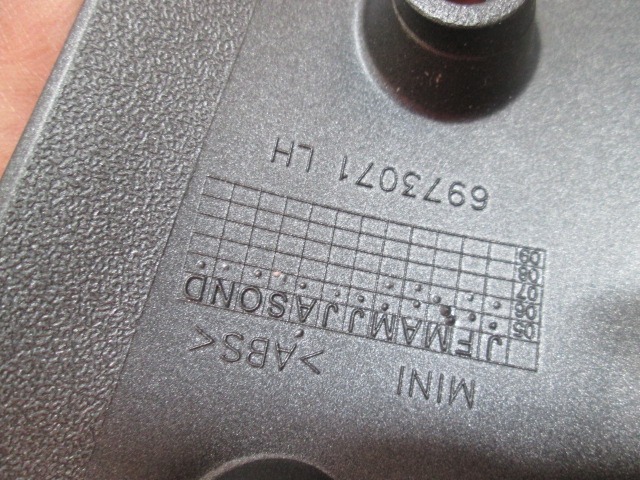 MINI
>ABS<
JFMAMJJASOND
05
06
07
08
09
6973071 LH